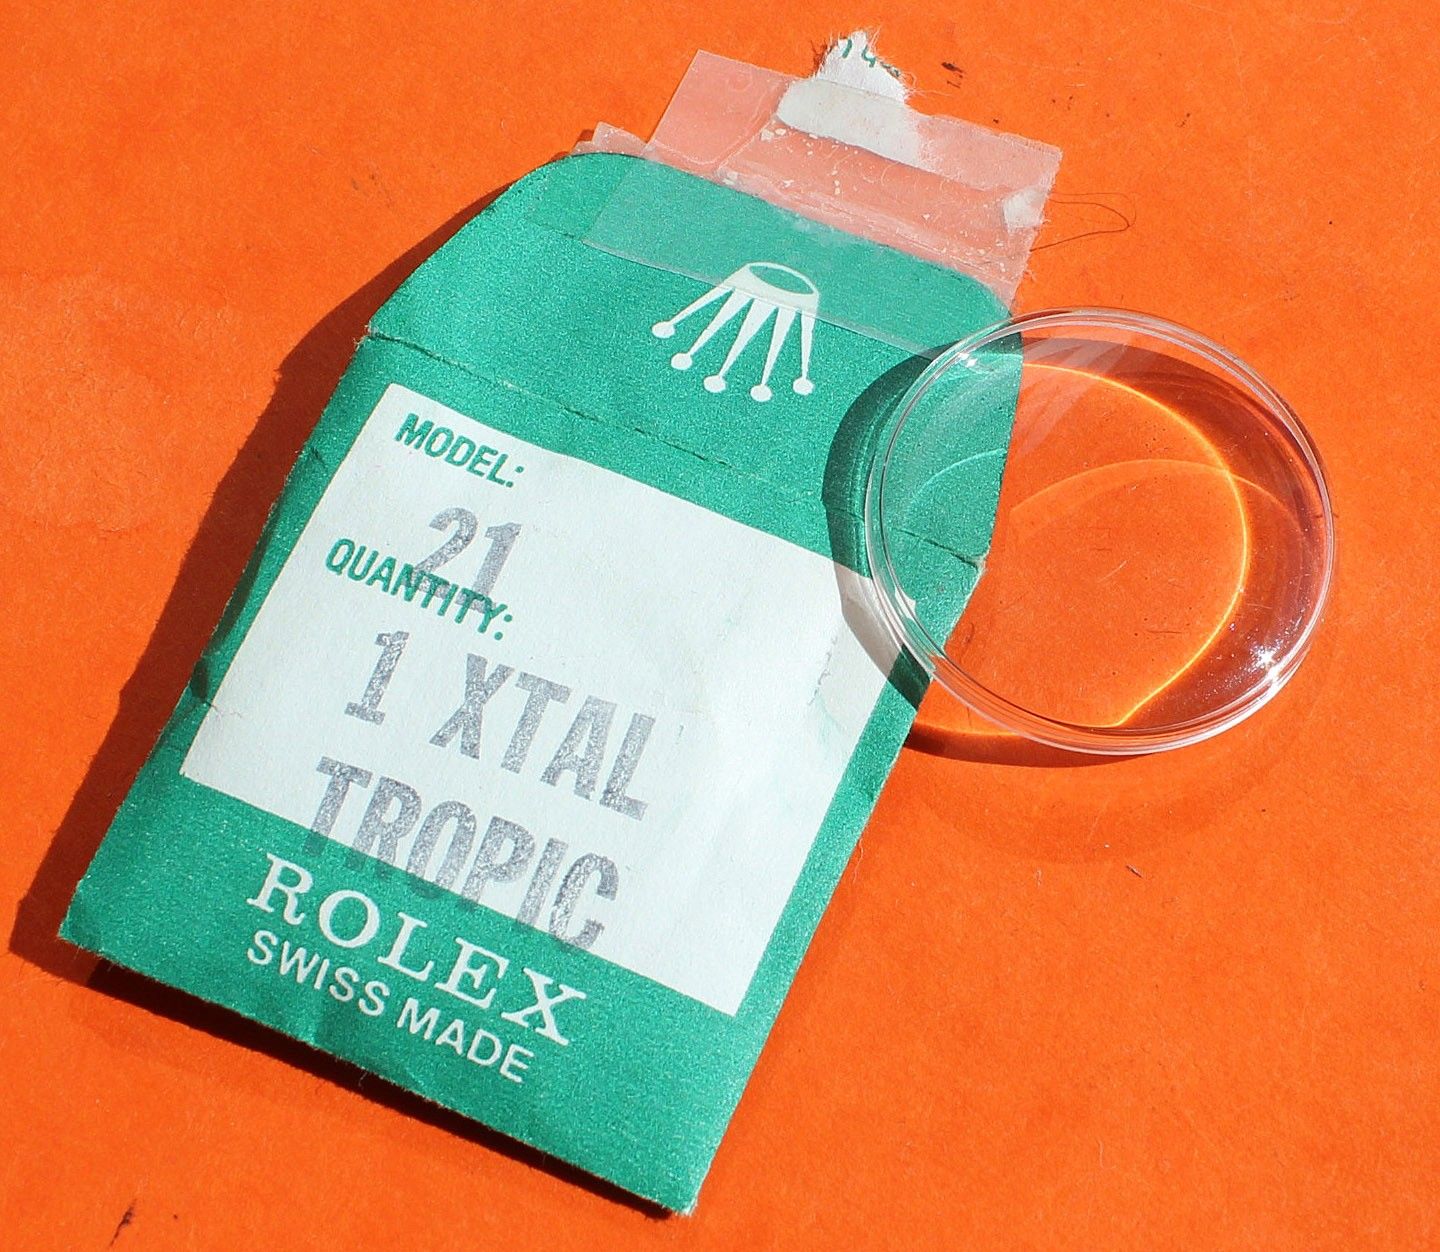 MODEL:
21
QUANTITY:
1 XTAL
TROPIC
ROLEX
SWISS MADE